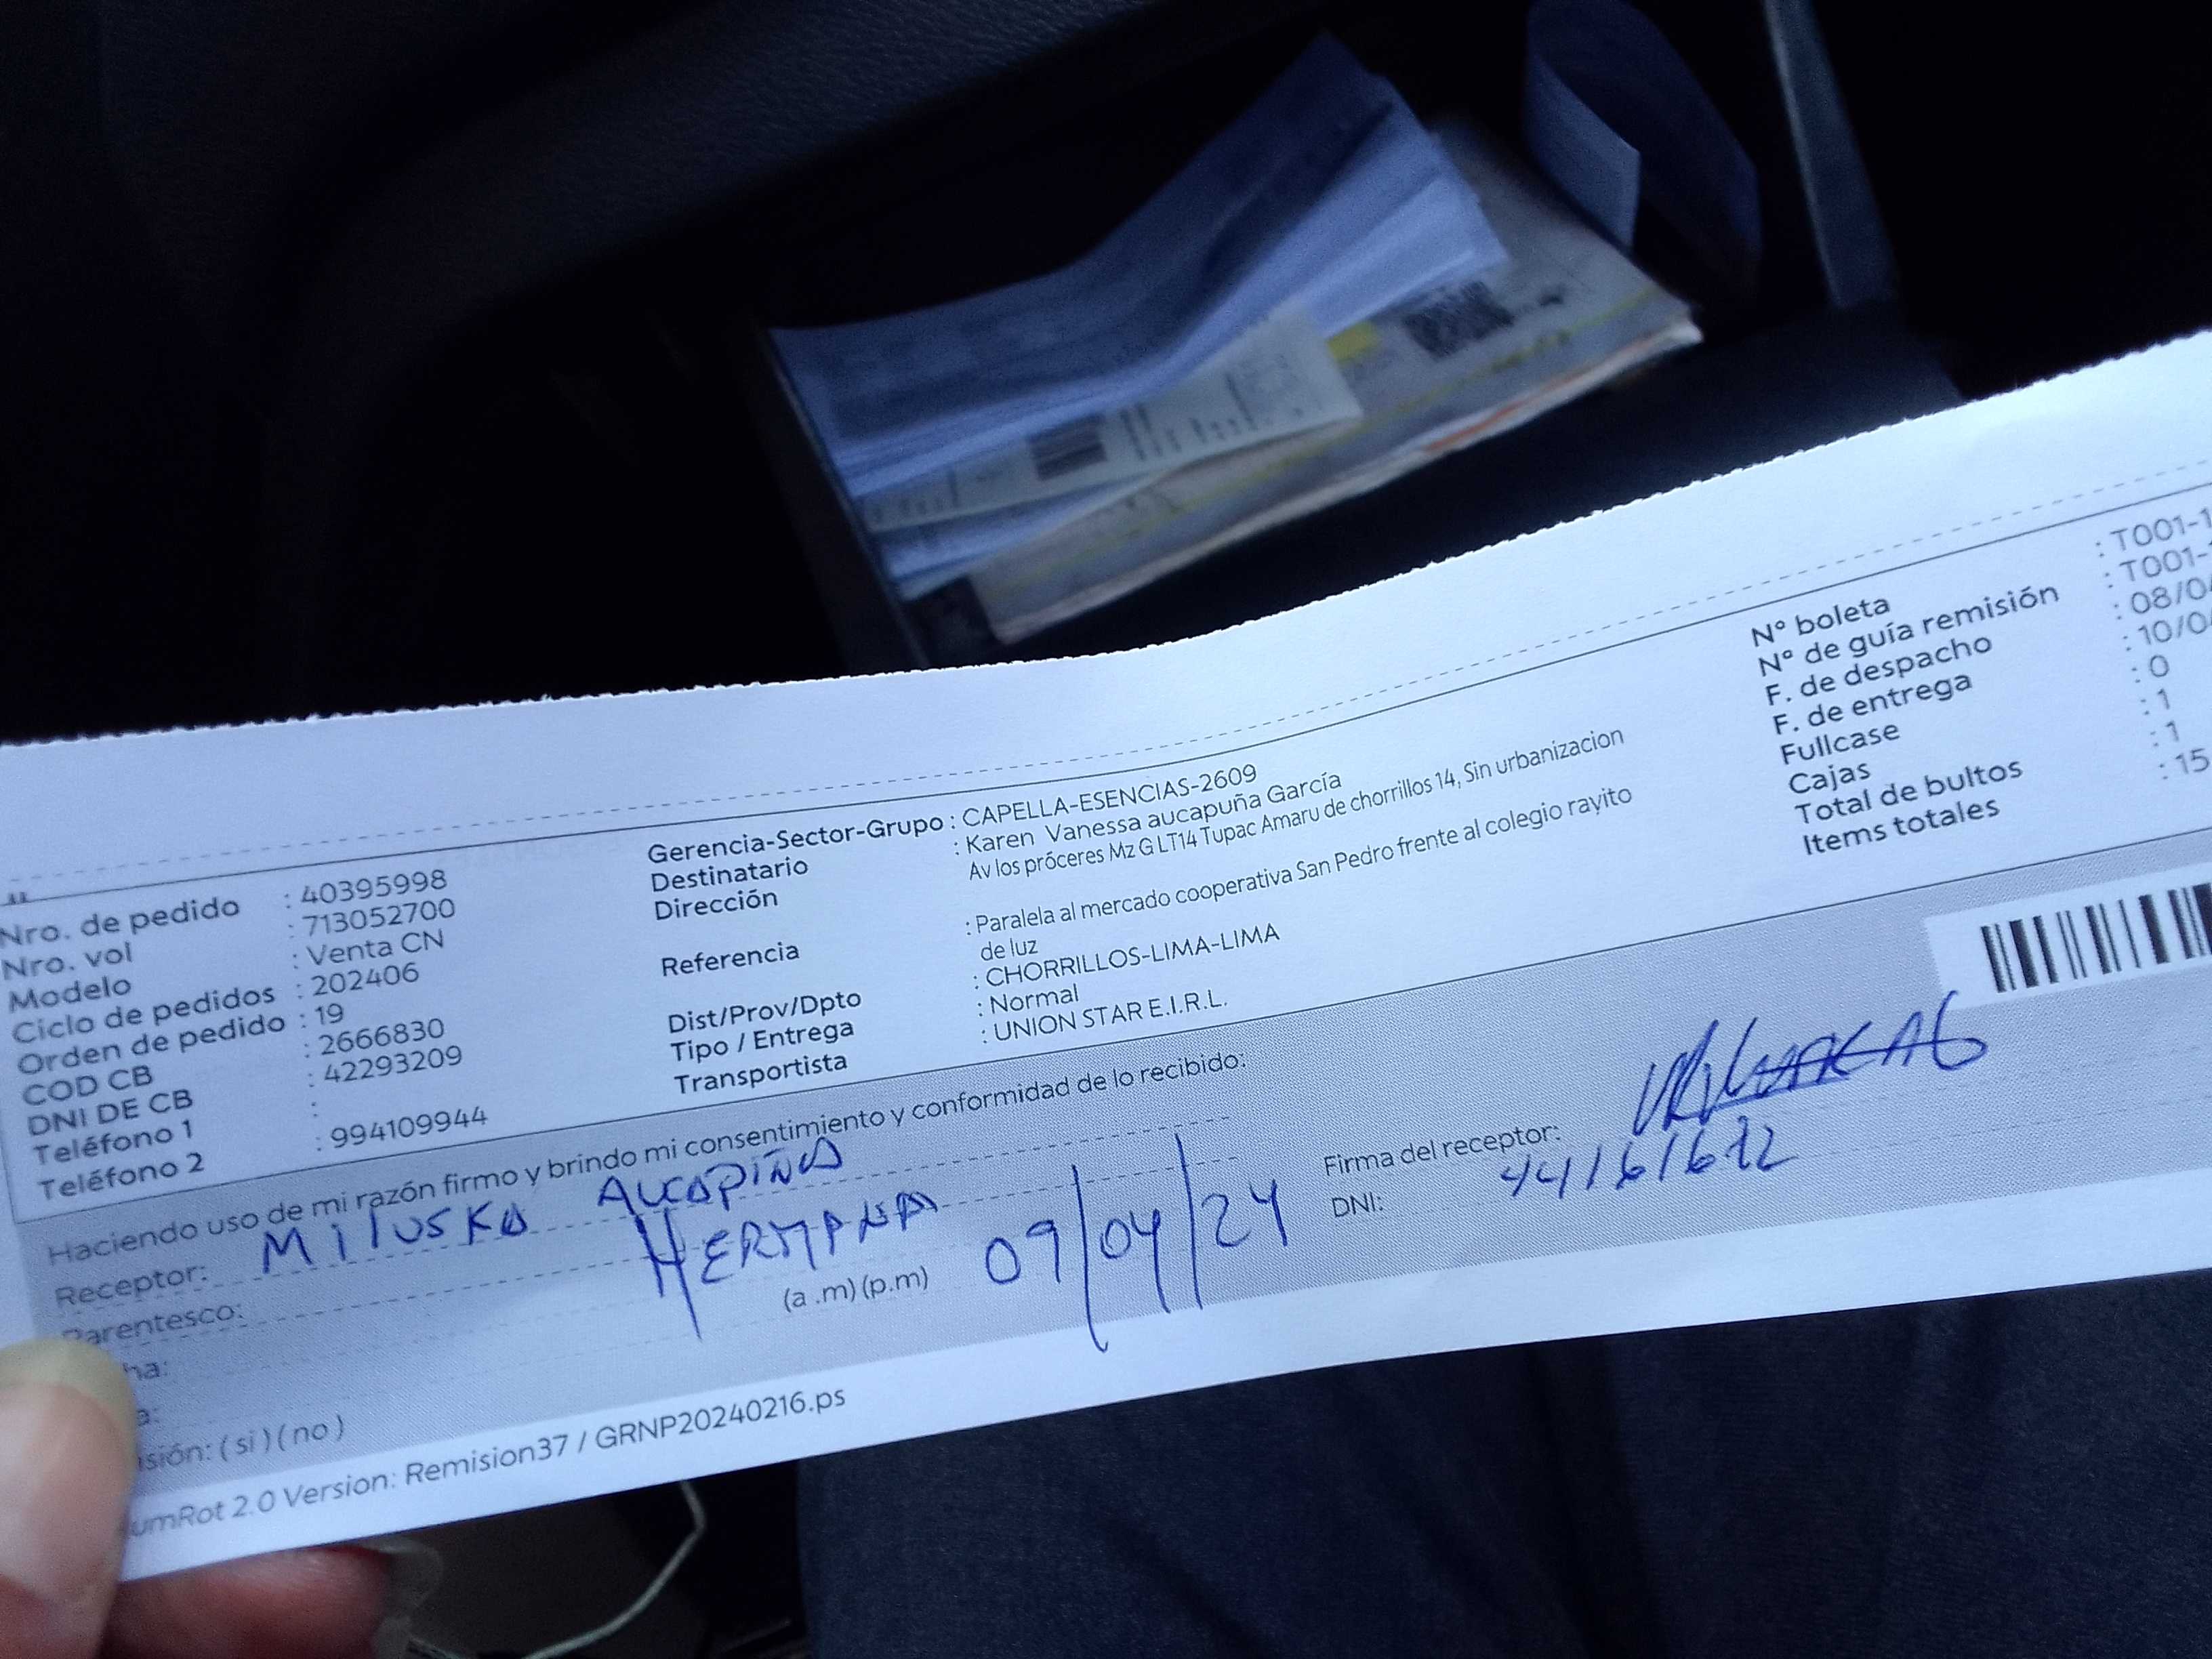 Nro. de pedido : 40395998
Nro. vol : 713052700
Modelo : Venta CN
Ciclo de pedidos : 202406
Orden de pedido : 19
COD CB : 2666830
DNI DE CB : 42293209
Teléfono 1 :
Teléfono 2 : 994109944
Gerencia-Sector-Grupo : CAPELLA-ESENCIAS-2609
Destinatario : Karen Vanessa aucapuña García
Dirección Av los próceres Mz G LT14 Tupac Amaru de chorrillos 14, Sin urbanizacion
Referencia : Paralela al mercado cooperativa San Pedro frente al colegio rayito
de luz
Dist/Prov/Dpto : CHORRILLOS-LIMA-LIMA
Tipo / Entrega : Normal
Transportista : UNION STAR E.I.R.L.
N° boleta : T001-1
N° de guía remisión : T001-
F. de despacho : 08/0
F. de entrega : 10/0
Fullcase : 0
Cajas : 1
Total de bultos : 1
Items totales : 15
Haciendo uso de mi razón firmo y brindo mi consentimiento y conformidad de lo recibido:
Receptor: Miluska Aucapiña
Parentesco: HERMANA
ha: 09/04/24
a: (a .m) (p.m)
isión: ( si ) ( no )
Firma del receptor:
DNI: 44161612
umRot 2.0 Version: Remision37 / GRNP20240216.ps